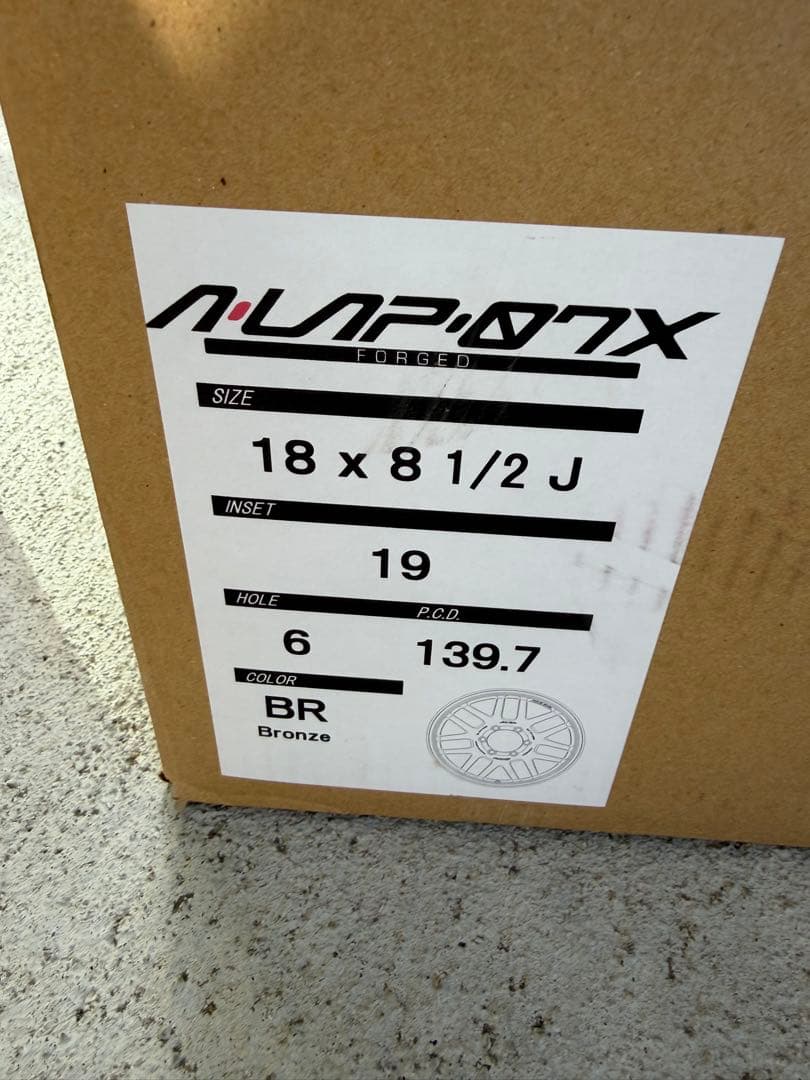 A·LAP·07X
FORGED
SIZE
18 x 8 1/2 J
INSET
19
HOLE P.C.D.
6 139.7
COLOR
BR
Bronze